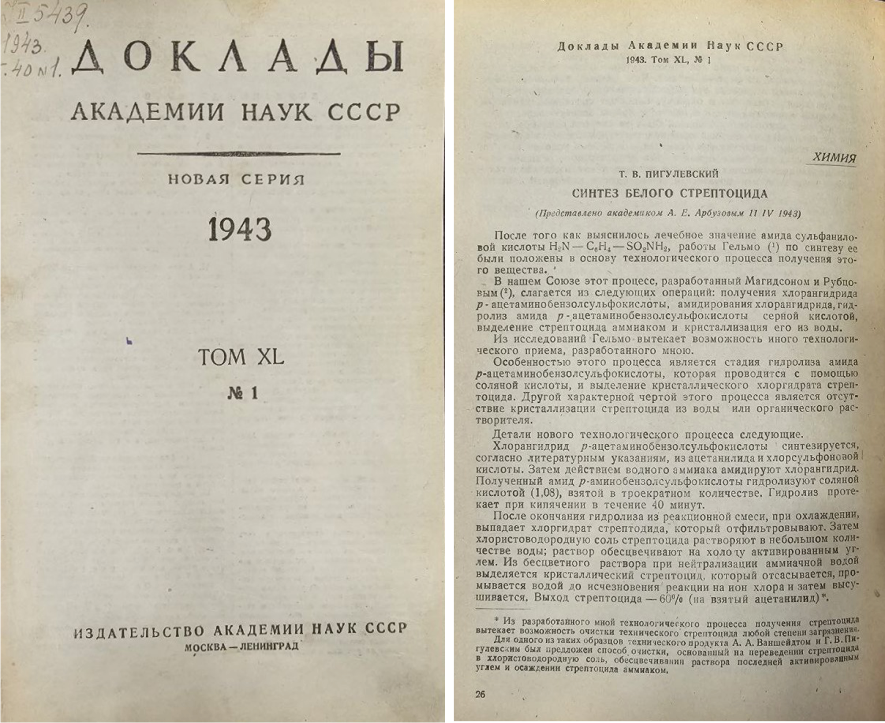 II 5439.
1943.
т. 40 № 1.
ДОКЛАДЫ
АКАДЕМИИ НАУК СССР
НОВАЯ СЕРИЯ
1943
ТОМ XL
№ 1
ИЗДАТЕЛЬСТВО АКАДЕМИИ НАУК СССР
МОСКВА — ЛЕНИНГРАД
Доклады Академии Наук СССР
1943. Том XL, № 1
ХИМИЯ
Т. В. ПИГУЛЕВСКИЙ
СИНТЕЗ БЕЛОГО СТРЕПТОЦИДА
(Представлено академиком А. Е. Арбузовым 11 IV 1943)
После того как выяснилось лечебное значение амида сульфанило-
вой кислоты H₂N — C₆H₄ — SO₂NH₂, работы Гельмо (¹) по синтезу ее
были положены в основу технологического процесса получения это-
го вещества.
В нашем Союзе этот процесс, разработанный Магидсоном и Рубцо-
вым (²), слагается из следующих операций: получения хлорангидрида
p-ацетаминобензолсульфокислоты, амидирования хлорангидрида, гид-
ролиз амида p-ацетаминобензолсульфокислоты серной кислотой,
выделение стрептоцида аммиаком и кристаллизация его из воды.
Из исследований Гельмо вытекает возможность иного технологи-
ческого приема, разработанного мною.
Особенностью этого процесса является стадия гидролиза амида
p-ацетаминобензолсульфокислоты, которая проводится с помощью
соляной кислоты, и выделение кристаллического хлоргидрата стреп-
тоцида. Другой характерной чертой этого процесса является отсут-
ствие кристаллизации стрептоцида из воды или органического рас-
творителя.
Детали нового технологического процесса следующие.
Хлорангидрид p-ацетаминобензолсульфокислоты синтезируется,
согласно литературным указаниям, из ацетанилида и хлорсульфоновой
кислоты. Затем действием водного аммиака амидируют хлорангидрид.
Полученный амид p-аминобензолсульфокислоты гидролизуют соляной
кислотой (1,08), взятой в троекратном количестве. Гидролиз проте-
кает при кипячении в течение 40 минут.
После окончания гидролиза из реакционной смеси, при охлаждении,
выпадает хлоргидрат стрептоцида, который отфильтровывают. Затем
хлористоводородную соль стрептоцида растворяют в небольшом коли-
честве воды; раствор обесцвечивают на холоду активированным уг-
лем. Из бесцветного раствора при нейтрализации аммиачной водой
выделяется кристаллический стрептоцид, который отсасывается, про-
мывается водой до исчезновения реакции на ион хлора и затем высу-
шивается. Выход стрептоцида — 60% (на взятый ацетанилид)*.
* Из разработанного мной технологического процесса получения стрептоцида
вытекает возможность очистки технического стрептоцида любой степени загрязнения.
Для одного из таких образцов технического продукта А. А. Ваншейдтом и Г. В. Пи-
гулевским был предложен способ очистки, основанный на переведении стрептоцида
в хлористоводородную соль, обесцвечивании раствора последней активированным
углем и осаждении стрептоцида аммиаком.
26